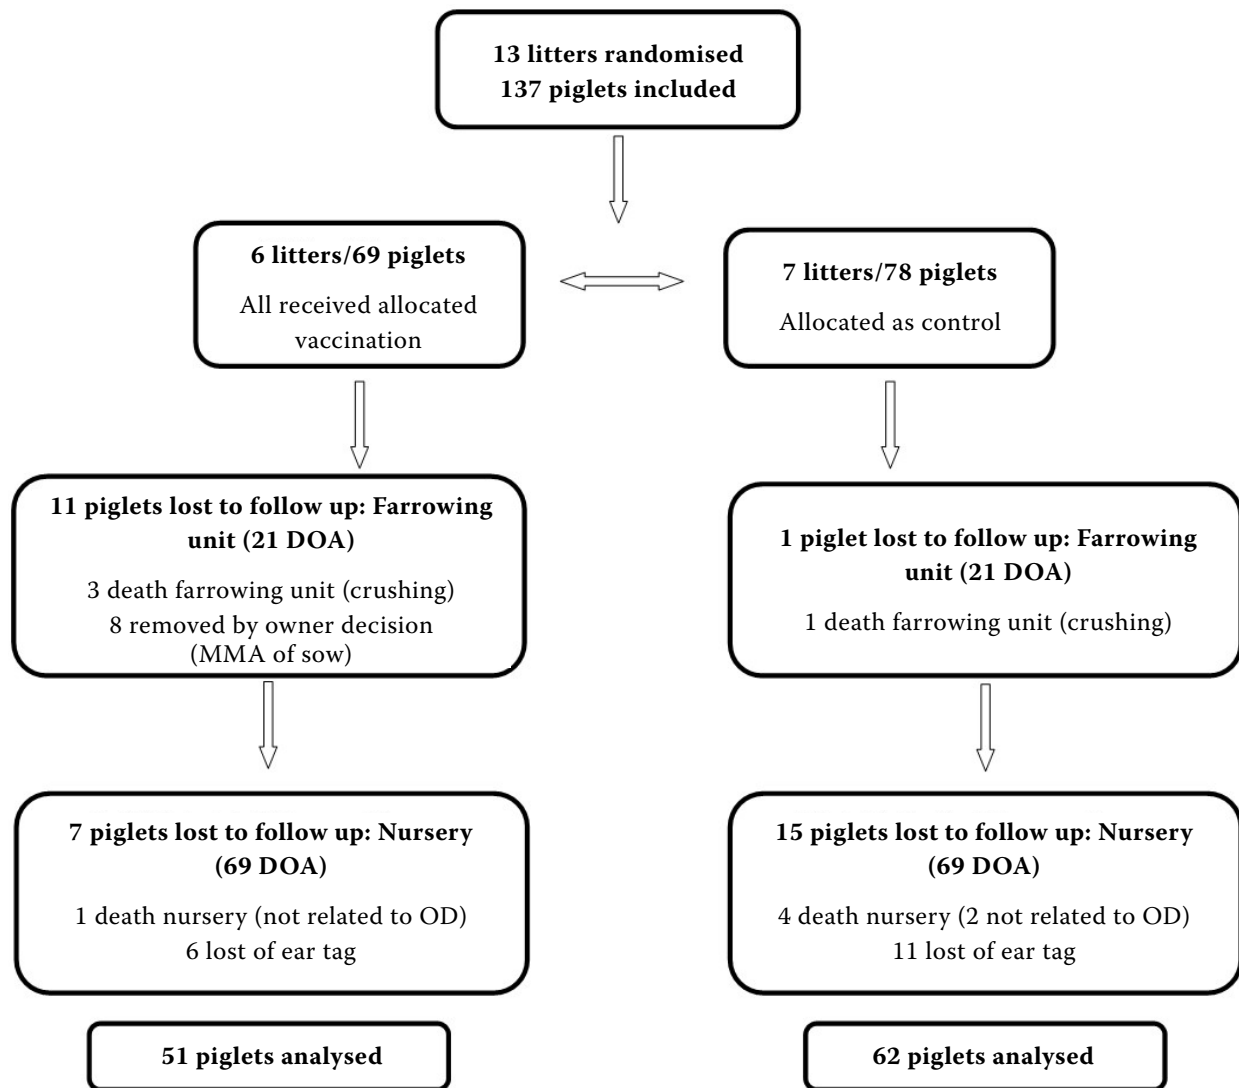 13 litters randomised
137 piglets included
6 litters/69 piglets
All received allocated
vaccination
7 litters/78 piglets
Allocated as control
11 piglets lost to follow up: Farrowing
unit (21 DOA)
3 death farrowing unit (crushing)
8 removed by owner decision
(MMA of sow)
1 piglet lost to follow up: Farrowing
unit (21 DOA)
1 death farrowing unit (crushing)
7 piglets lost to follow up: Nursery
(69 DOA)
1 death nursery (not related to OD)
6 lost of ear tag
15 piglets lost to follow up: Nursery
(69 DOA)
4 death nursery (2 not related to OD)
11 lost of ear tag
51 piglets analysed
62 piglets analysed